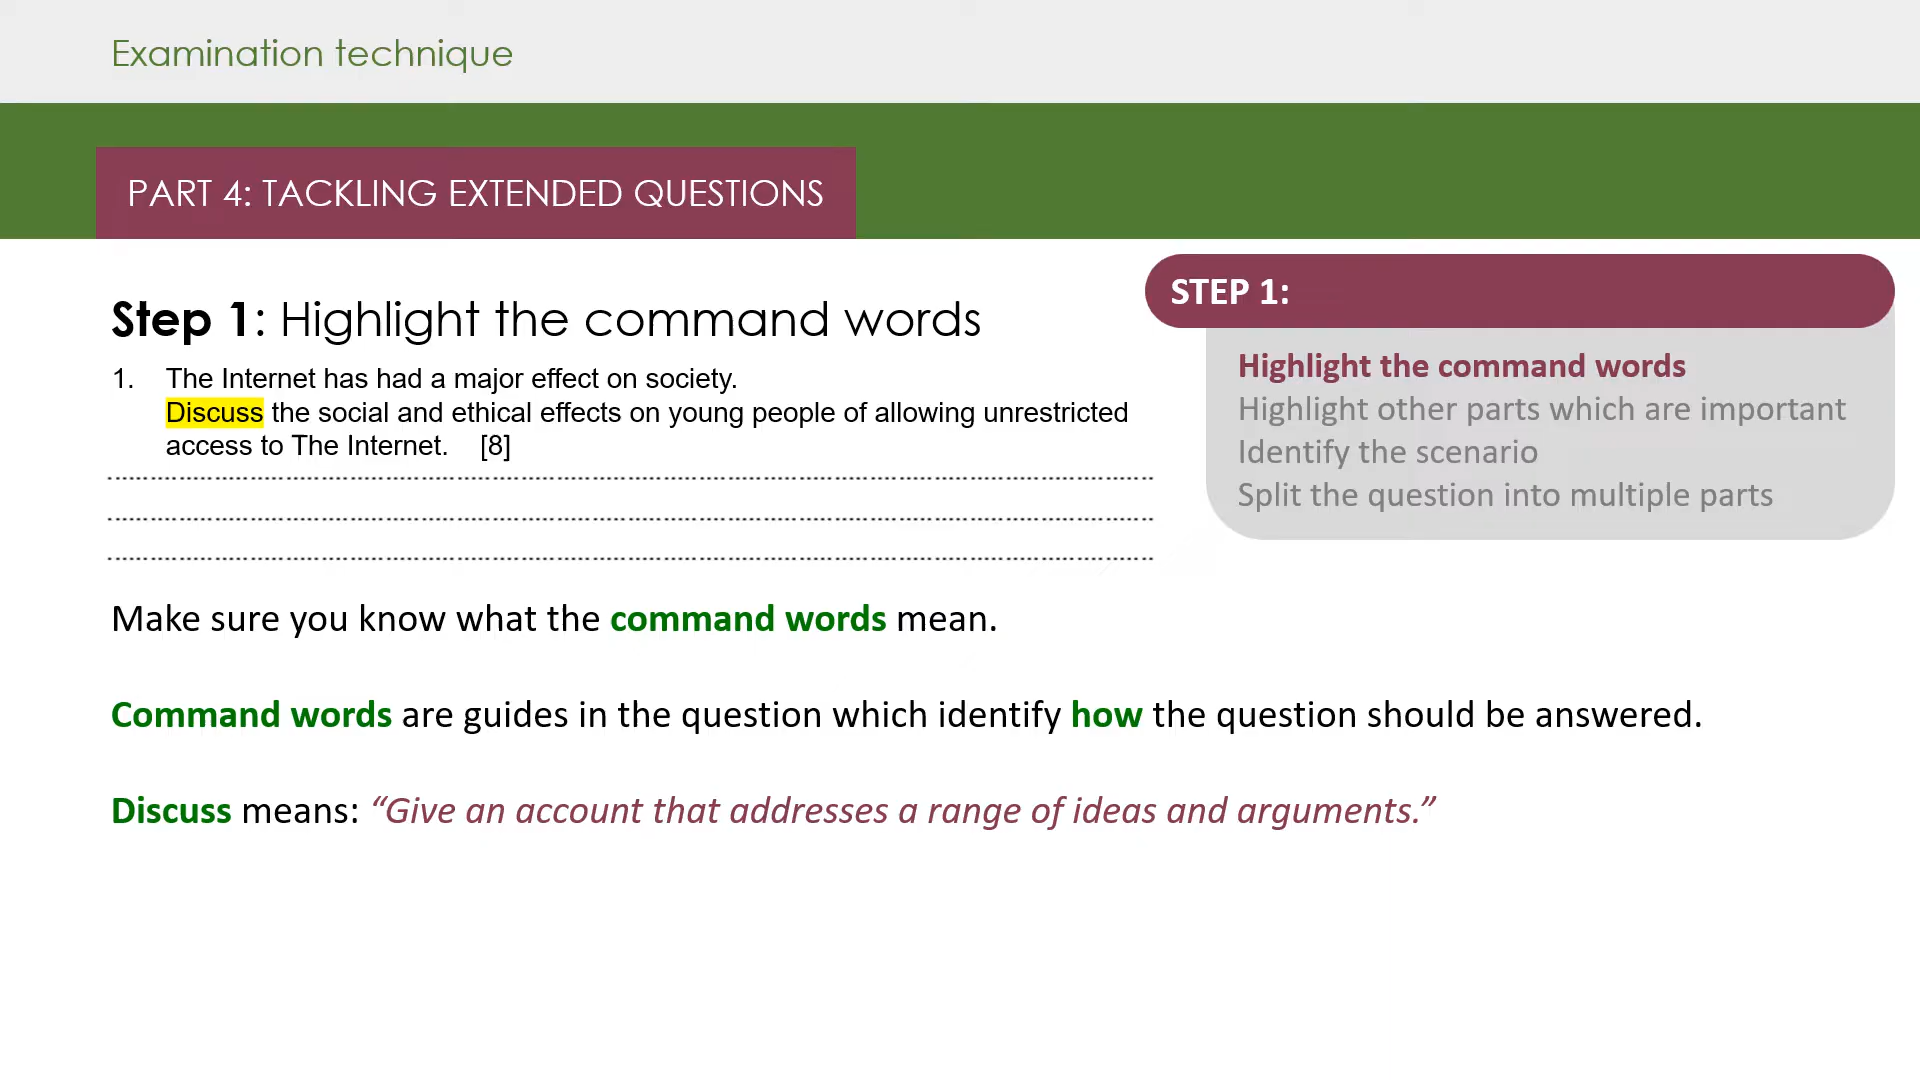 Examination technique
PART 4: TACKLING EXTENDED QUESTIONS
Step 1: Highlight the command words
1. The Internet has had a major effect on society.
Discuss the social and ethical effects on young people of allowing unrestricted
access to The Internet. [8]
STEP 1:
Highlight the command words
Highlight other parts which are important
Identify the scenario
Split the question into multiple parts
Make sure you know what the command words mean.
Command words are guides in the question which identify how the question should be answered.
Discuss means: “Give an account that addresses a range of ideas and arguments.”